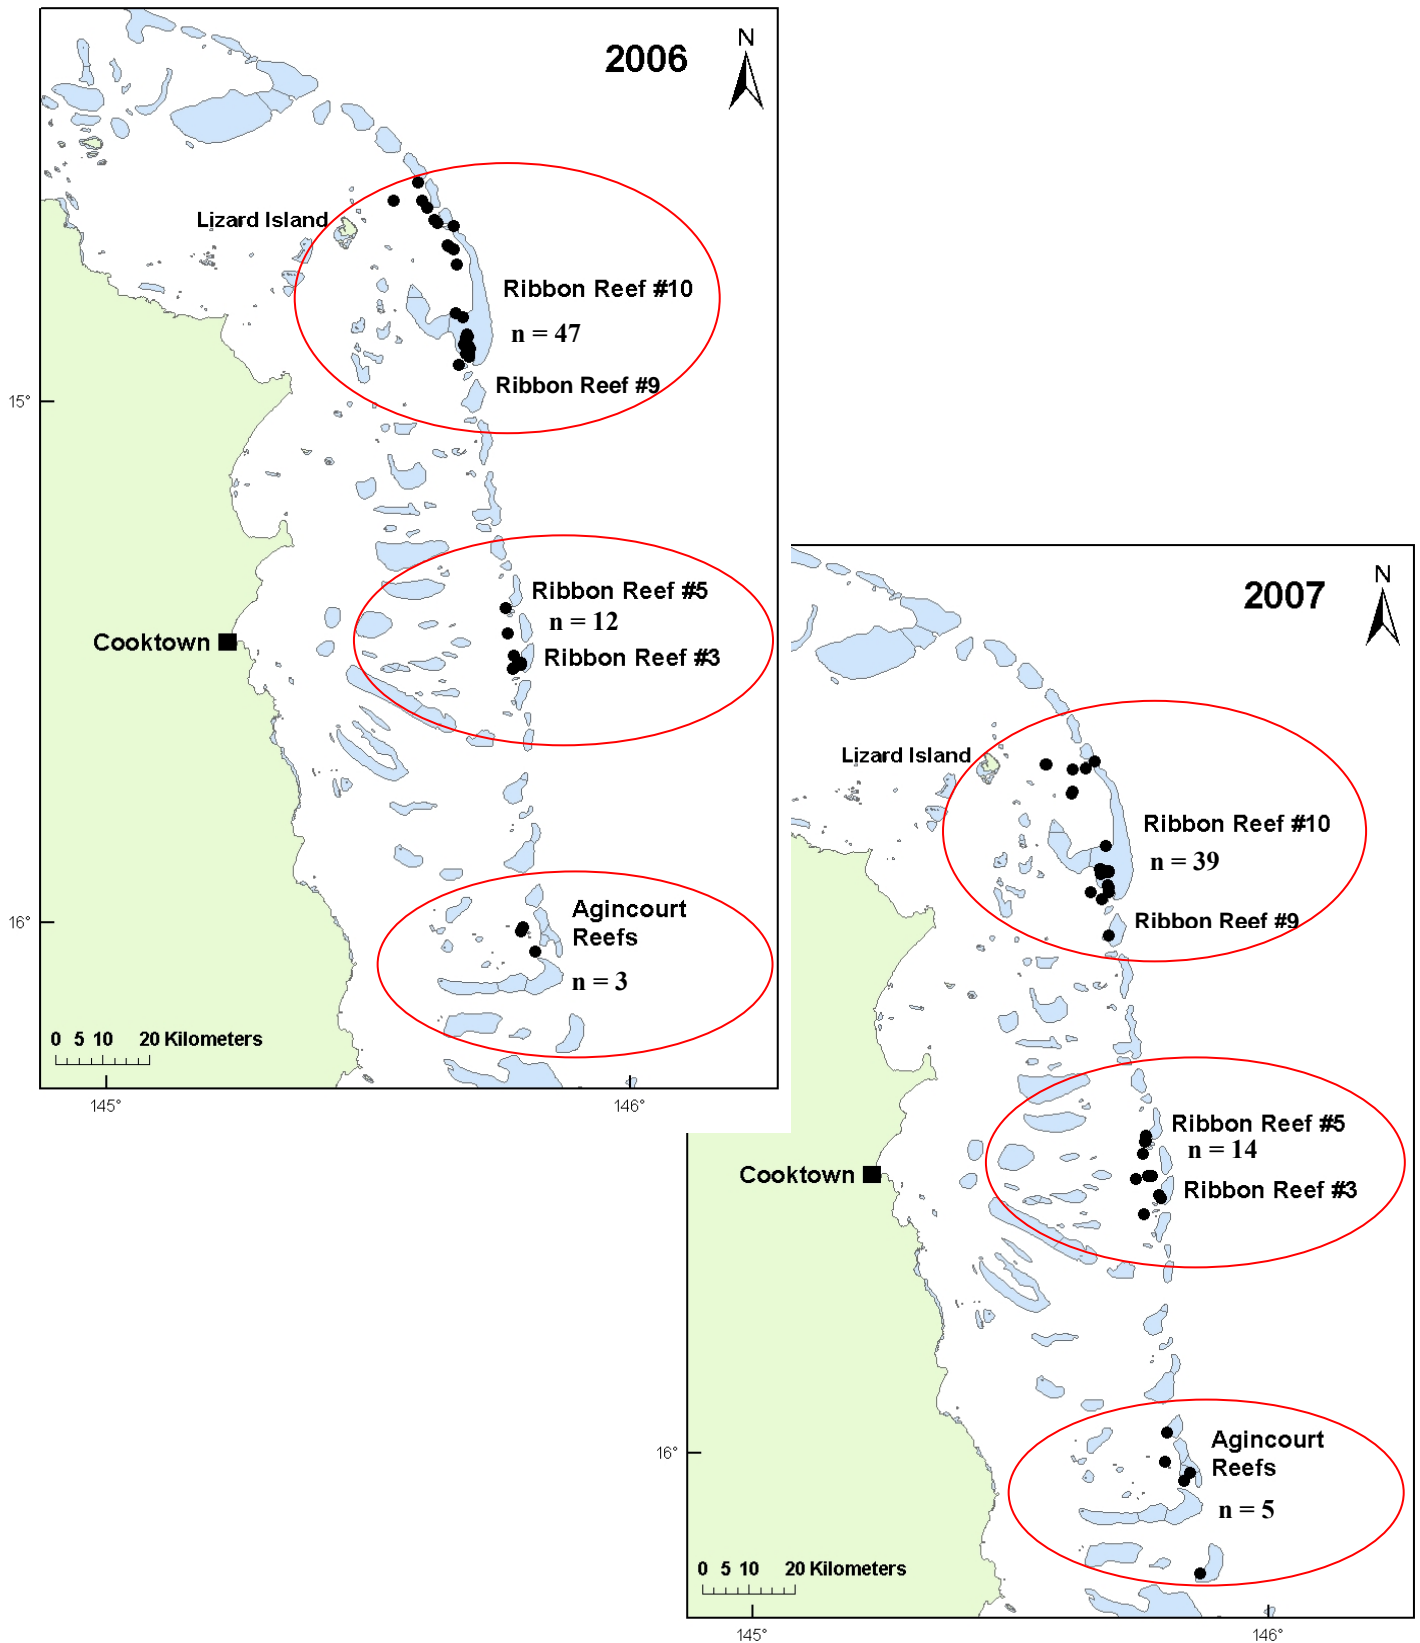 2006
N
Lizard Island
Ribbon Reef #10
n = 47
Ribbon Reef #9
15°
Ribbon Reef #5
n = 12
Cooktown
Ribbon Reef #3
Agincourt
Reefs
16°
n = 3
0 5 10 20 Kilometers
145° 146°
2007
N
Lizard Island
Ribbon Reef #10
n = 39
Ribbon Reef #9
Ribbon Reef #5
n = 14
Cooktown
Ribbon Reef #3
Agincourt
Reefs
16°
n = 5
0 5 10 20 Kilometers
145° 146°